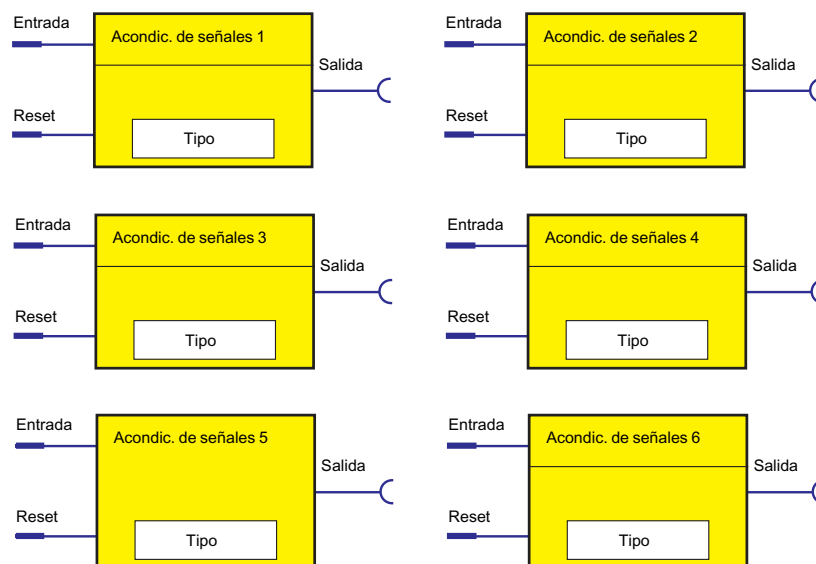 Entrada
Acondic. de señales 1
Salida
Reset
Tipo
Entrada
Acondic. de señales 2
Salida
Reset
Tipo
Entrada
Acondic. de señales 3
Salida
Reset
Tipo
Entrada
Acondic. de señales 4
Salida
Reset
Tipo
Entrada
Acondic. de señales 5
Salida
Reset
Tipo
Entrada
Acondic. de señales 6
Salida
Reset
Tipo